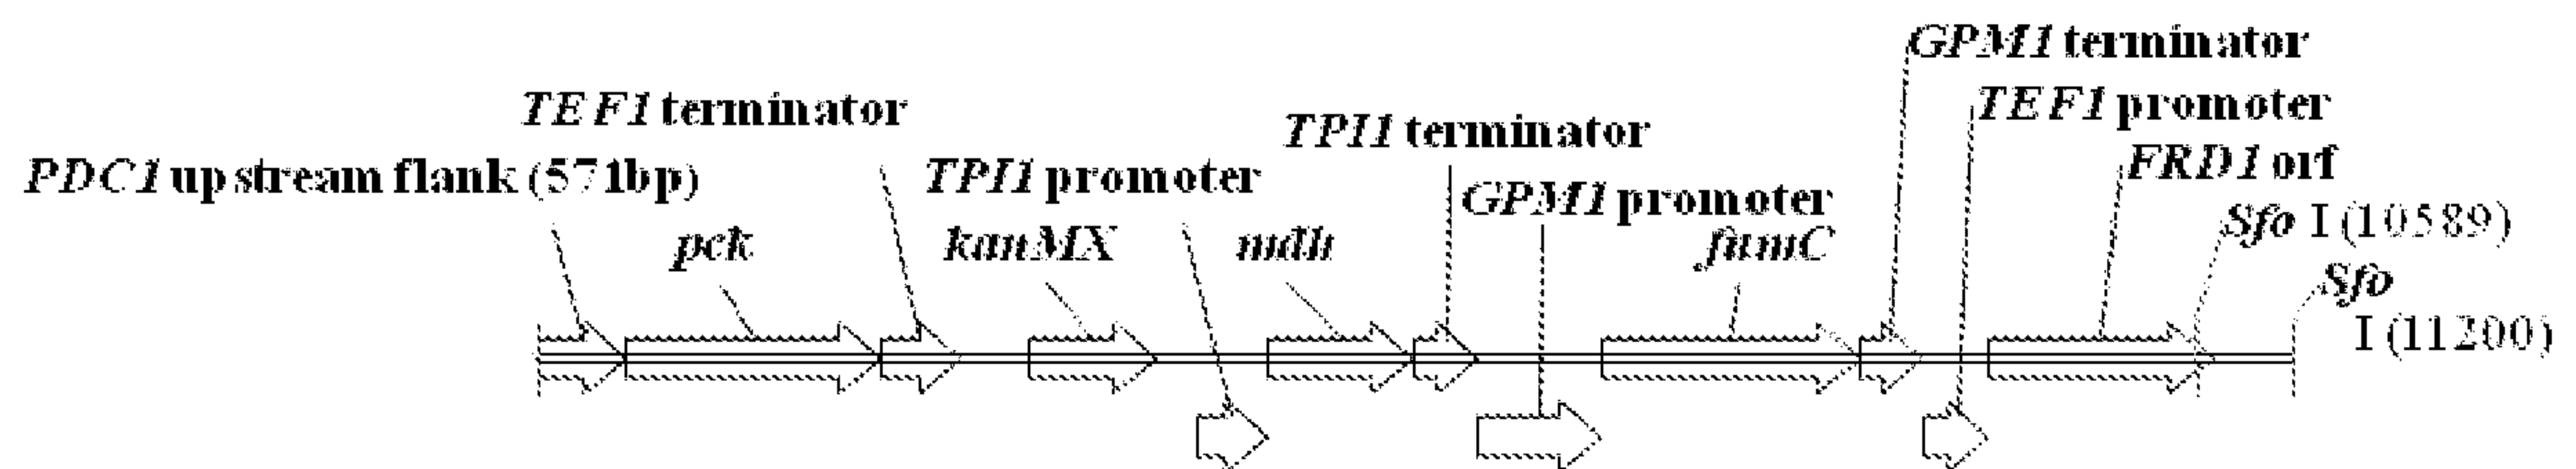 GPM1 terminator
TEF1 terminator
TEF1 promoter
TPI1 terminator
PDC1 upstream flank (571bp)
TPI1 promoter
FRD1 orf
GPM1 promoter
pck
kanMX
mdh
fumC
Sfo I (10589)
Sfo
I (11200)